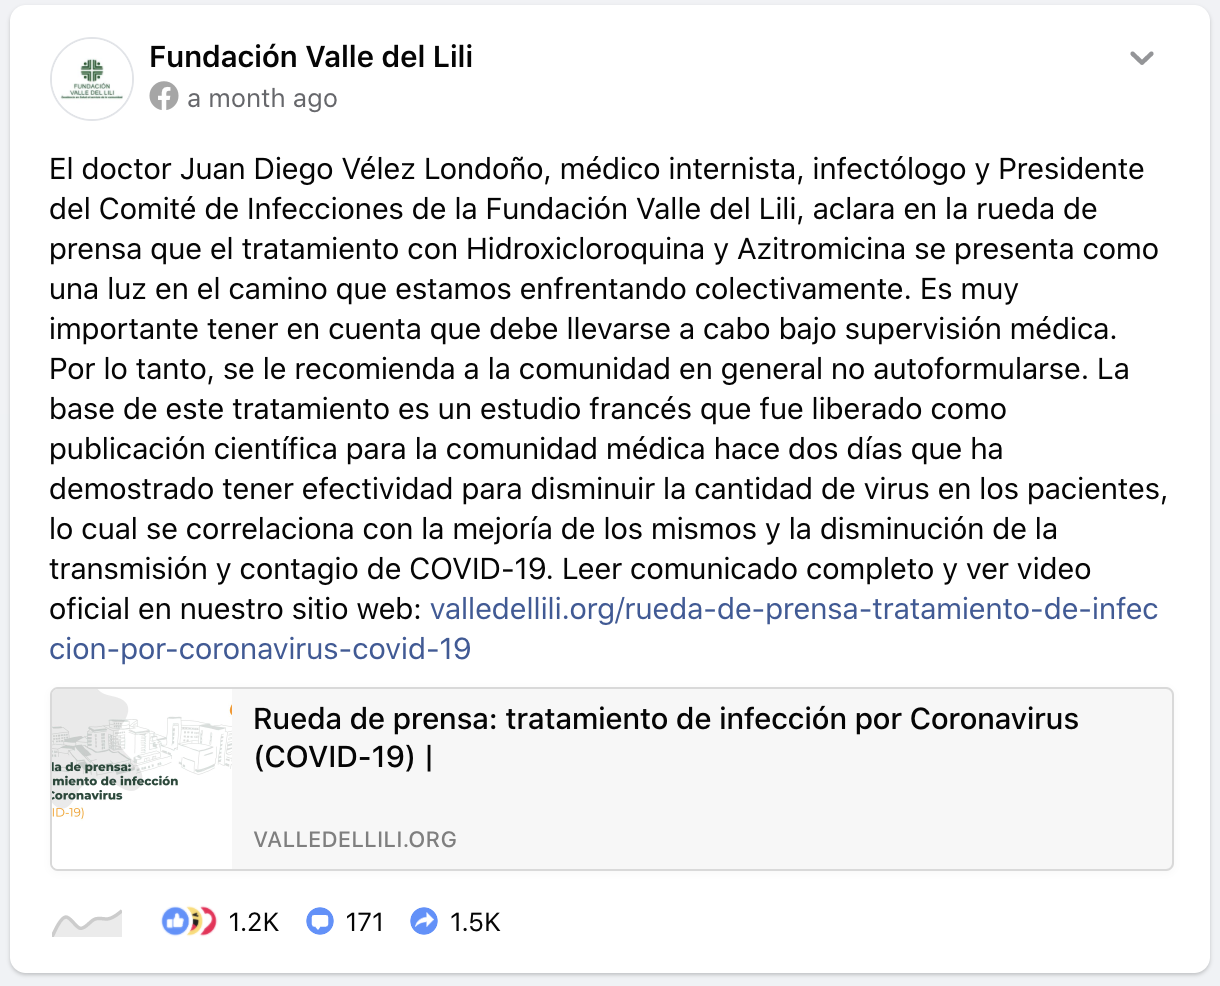 Fundación Valle del Lili
a month ago
FUNDACIÓN
VALLE DEL LILI
El doctor Juan Diego Vélez Londoño, médico internista, infectólogo y Presidente
del Comité de Infecciones de la Fundación Valle del Lili, aclara en la rueda de
prensa que el tratamiento con Hidroxicloroquina y Azitromicina se presenta como
una luz en el camino que estamos enfrentando colectivamente. Es muy
importante tener en cuenta que debe llevarse a cabo bajo supervisión médica.
Por lo tanto, se le recomienda a la comunidad en general no autoformularse. La
base de este tratamiento es un estudio francés que fue liberado como
publicación científica para la comunidad médica hace dos días que ha
demostrado tener efectividad para disminuir la cantidad de virus en los pacientes,
lo cual se correlaciona con la mejoría de los mismos y la disminución de la
transmisión y contagio de COVID-19. Leer comunicado completo y ver video
oficial en nuestro sitio web: valledellili.org/rueda-de-prensa-tratamiento-de-infec
cion-por-coronavirus-covid-19
la de prensa:
miento de infección
Coronavirus
ID-19)
Rueda de prensa: tratamiento de infección por Coronavirus
(COVID-19) |
VALLEDELLILI.ORG
1.2K 171 1.5K